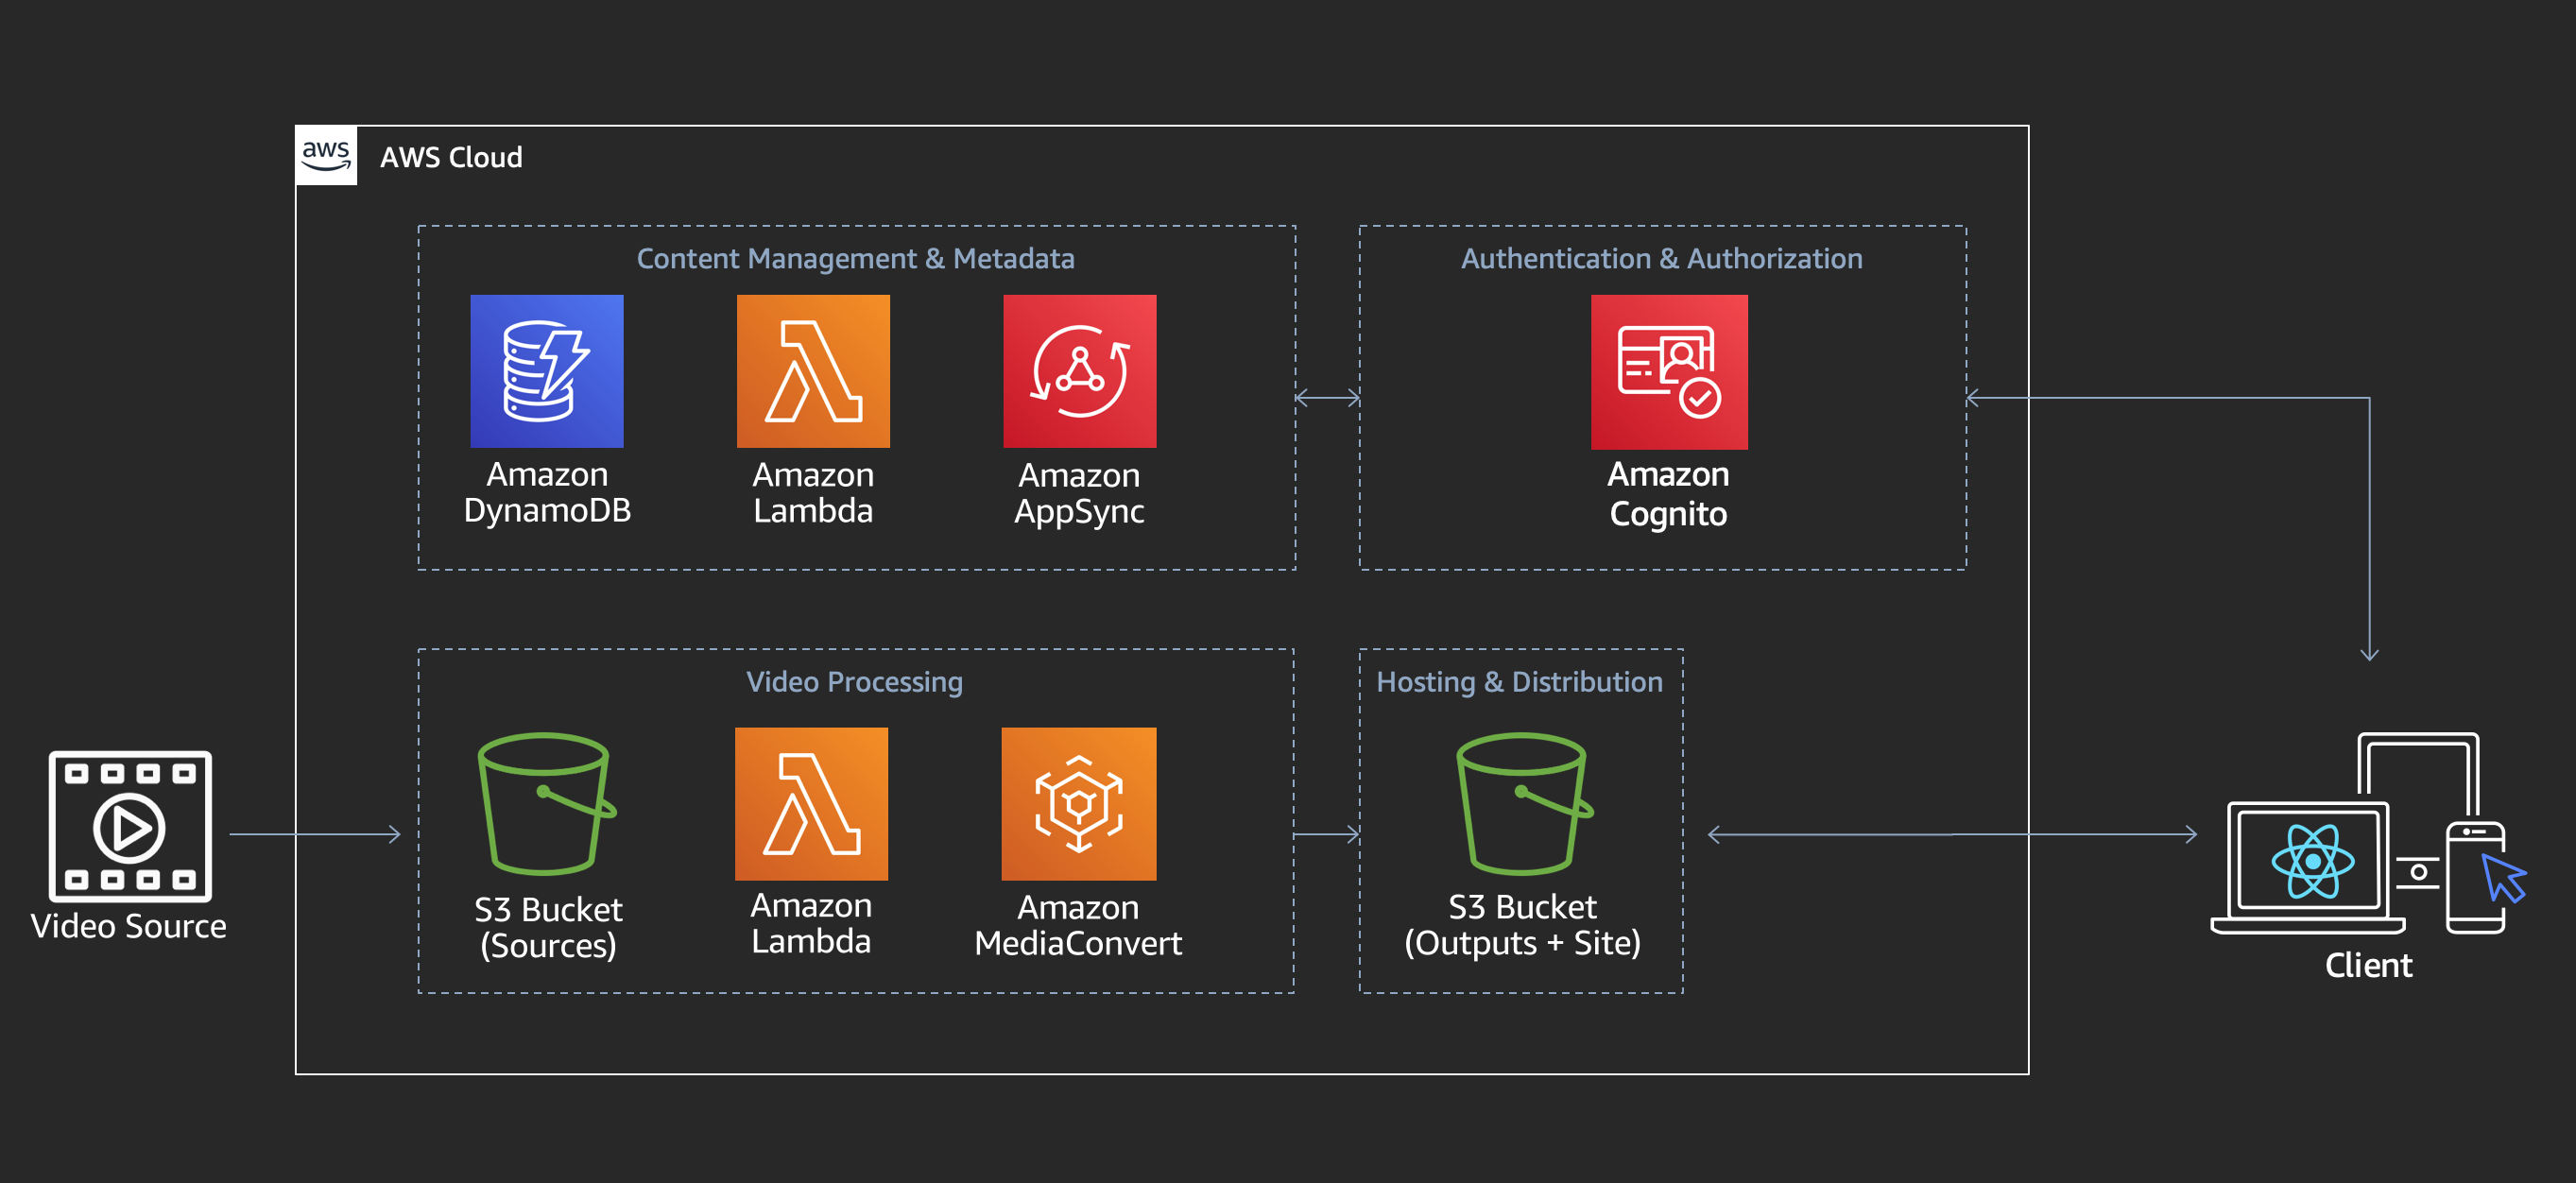 aws
AWS Cloud
Content Management & Metadata
Amazon
DynamoDB
Amazon
Lambda
Amazon
AppSync
Authentication & Authorization
Amazon
Cognito
Video Source
Video Processing
S3 Bucket
(Sources)
Amazon
Lambda
Amazon
MediaConvert
Hosting & Distribution
S3 Bucket
(Outputs + Site)
Client